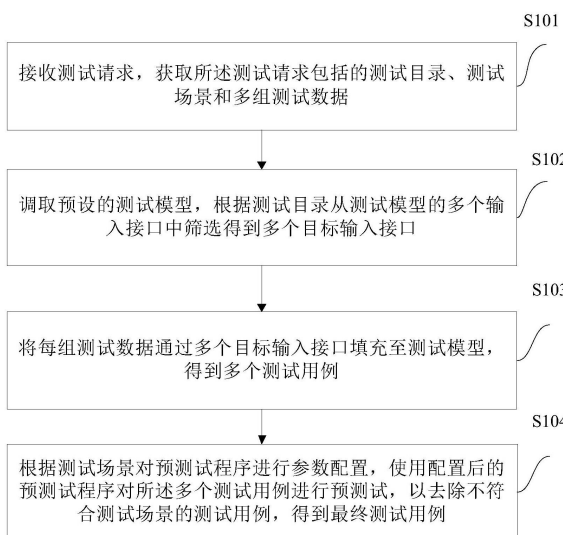 S101
接收测试请求，获取所述测试请求包括的测试目录、测试
场景和多组测试数据
S102
调取预设的测试模型，根据测试目录从测试模型的多个输
入接口中筛选得到多个目标输入接口
S103
将每组测试数据通过多个目标输入接口填充至测试模型，
得到多个测试用例
S104
根据测试场景对预测试程序进行参数配置，使用配置后的
预测试程序对所述多个测试用例进行预测试，以去除不符
合测试场景的测试用例，得到最终测试用例